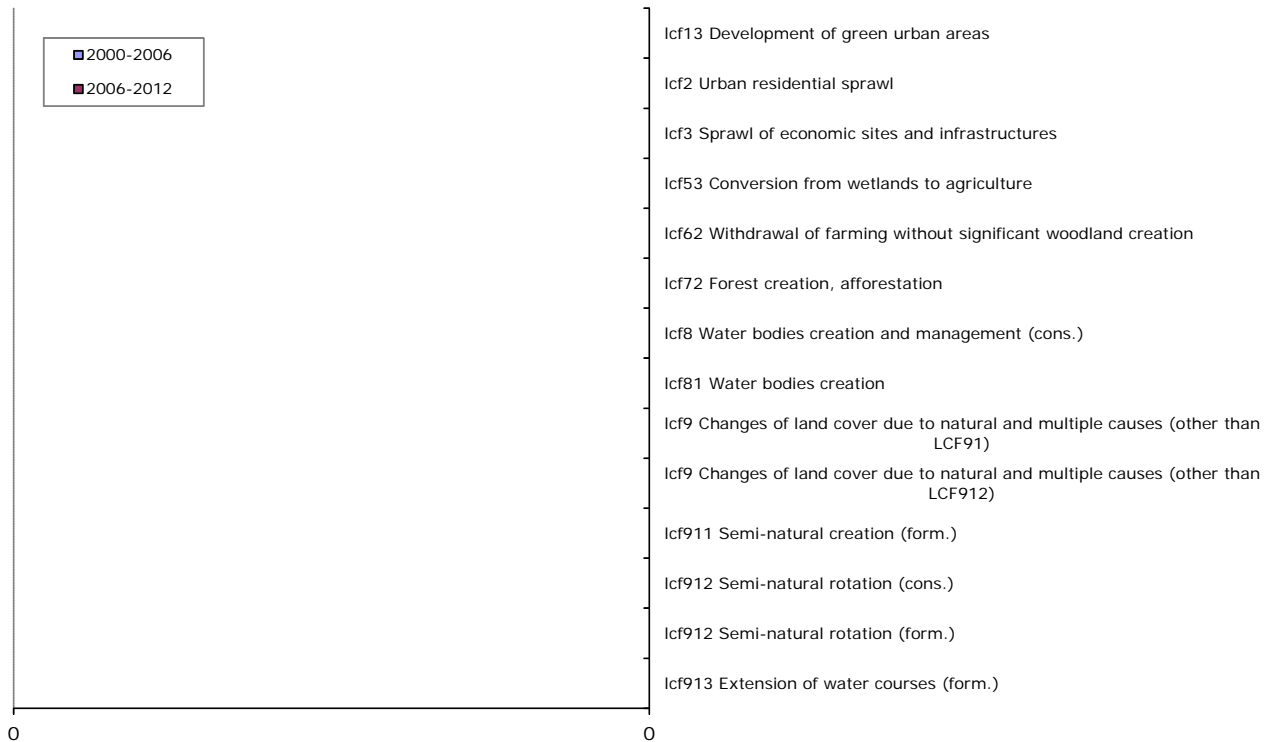 2000-2006
2006-2012
lcf13 Development of green urban areas
lcf2 Urban residential sprawl
lcf3 Sprawl of economic sites and infrastructures
lcf53 Conversion from wetlands to agriculture
lcf62 Withdrawal of farming without significant woodland creation
lcf72 Forest creation, afforestation
lcf8 Water bodies creation and management (cons.)
lcf81 Water bodies creation
lcf9 Changes of land cover due to natural and multiple causes (other than
LCF91)
lcf9 Changes of land cover due to natural and multiple causes (other than
LCF912)
lcf911 Semi-natural creation (form.)
lcf912 Semi-natural rotation (cons.)
lcf912 Semi-natural rotation (form.)
lcf913 Extension of water courses (form.)
0 0